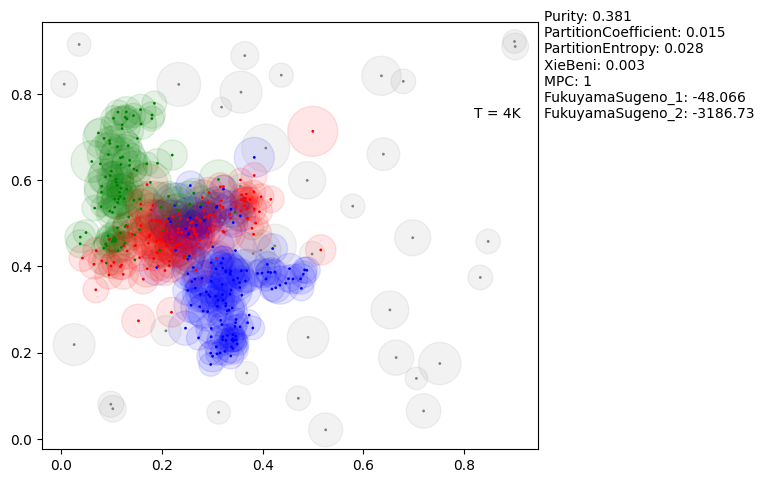 Purity: 0.381
PartitionCoefficient: 0.015
PartitionEntropy: 0.028
XieBeni: 0.003
MPC: 1
FukuyamaSugeno_1: -48.066
FukuyamaSugeno_2: -3186.73
T = 4K
0.8
0.6
0.4
0.2
0.0
0.0 0.2 0.4 0.6 0.8